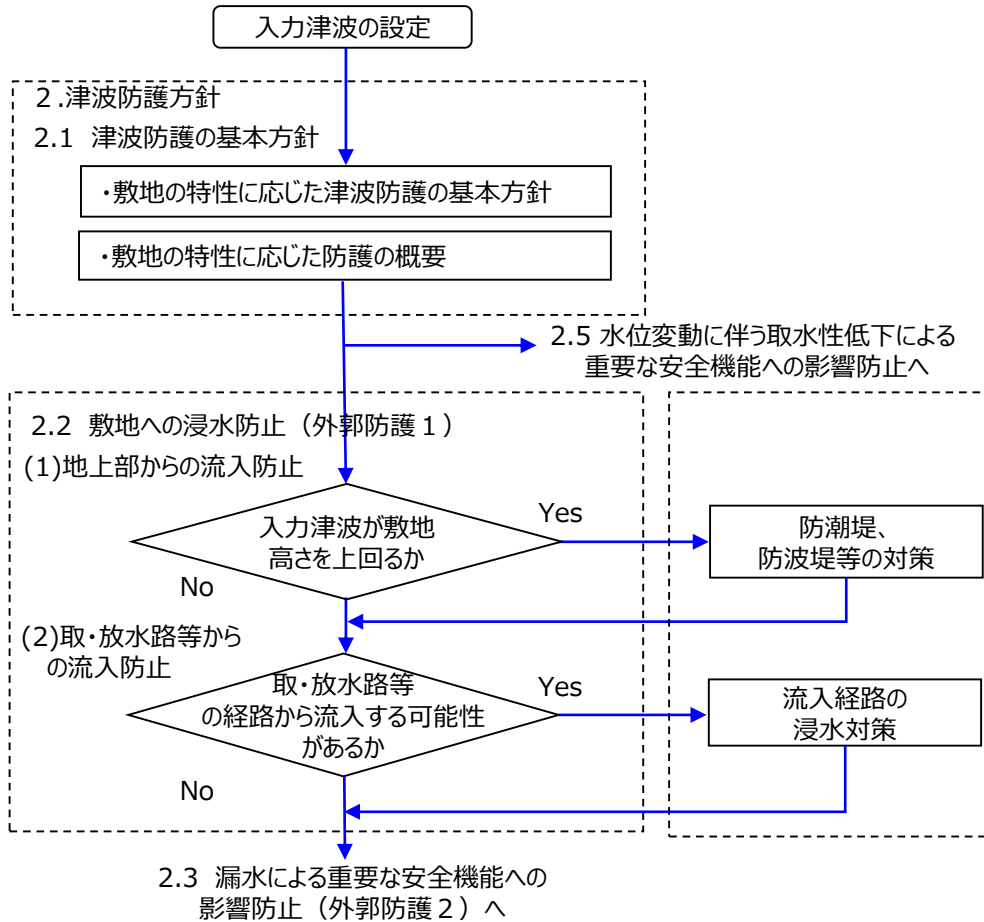 入力津波の設定
２.津波防護方針
2.1 津波防護の基本方針
・敷地の特性に応じた津波防護の基本方針
・敷地の特性に応じた防護の概要
2.5 水位変動に伴う取水性低下による
重要な安全機能への影響防止へ
2.2 敷地への浸水防止（外郭防護１）
(1)地上部からの流入防止
入力津波が敷地
高さを上回るか
Yes
防潮堤、
防波堤等の対策
No
(2)取・放水路等から
の流入防止
取・放水路等
の経路から流入する可能性
があるか
Yes
流入経路の
浸水対策
No
2.3 漏水による重要な安全機能への
影響防止（外郭防護２）へ